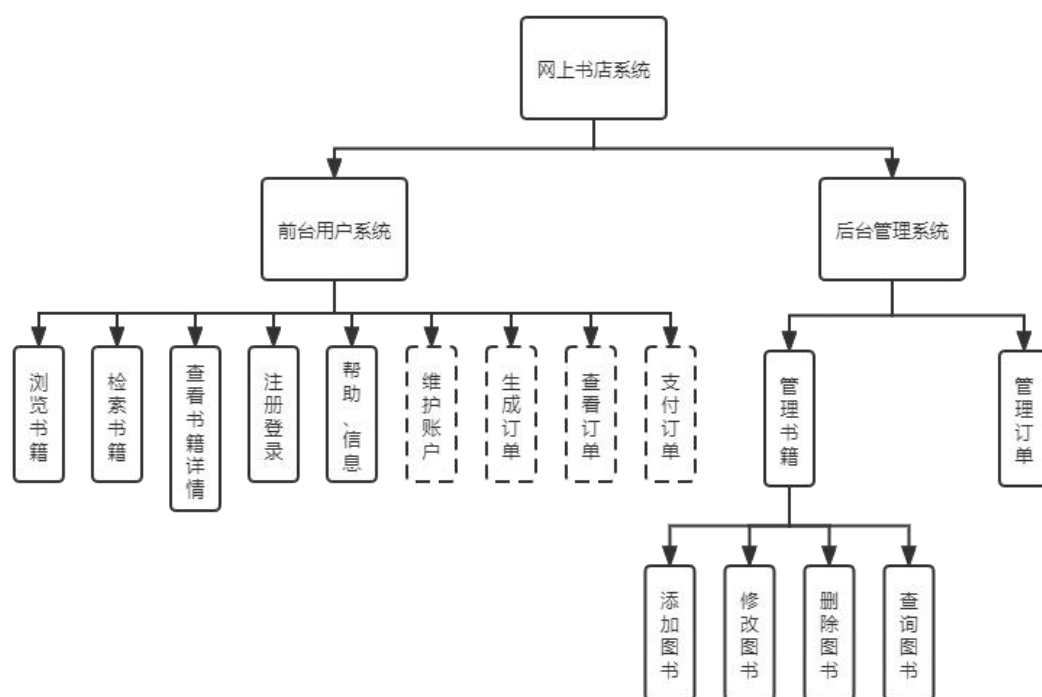 网上书店系统
前台用户系统
后台管理系统
浏览书籍
检索书籍
查看书籍详情
注册登录
帮助、信息
维护账户
生成订单
查看订单
支付订单
管理书籍
管理订单
添加图书
修改图书
删除图书
查询图书